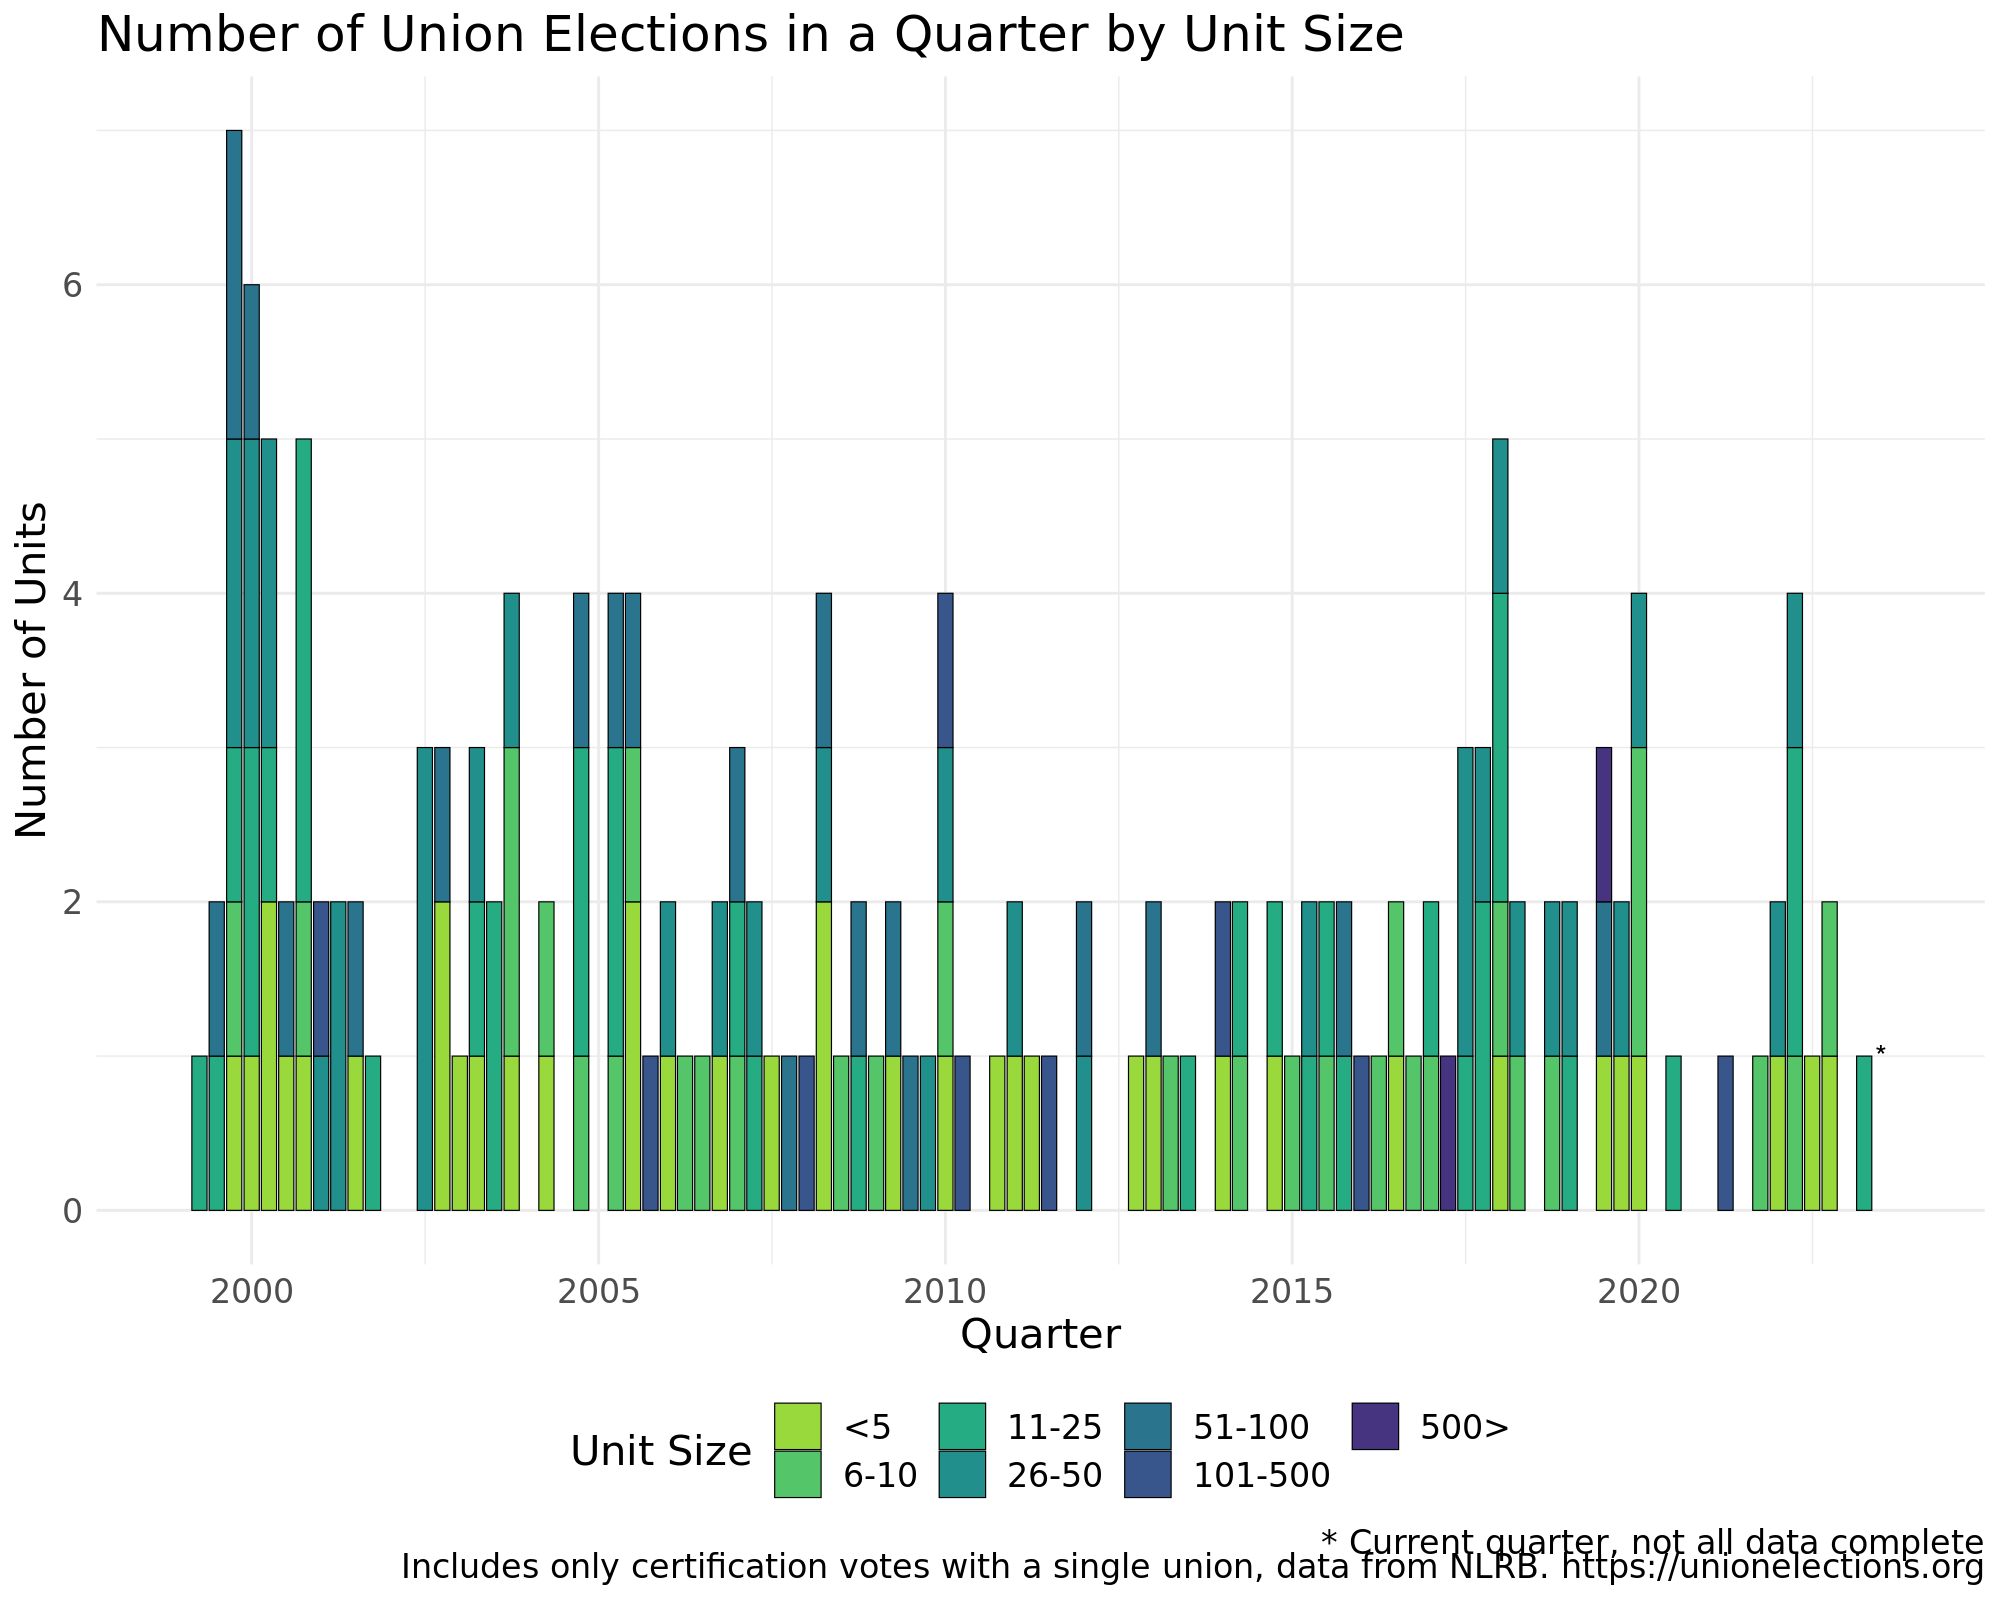 Number of Union Elections in a Quarter by Unit Size
Number of Units
6
4
2
0
*
2000 2005 2010 2015 2020
Quarter
Unit Size
<5 11-25 51-100 500>
6-10 26-50 101-500
* Current quarter, not all data complete
Includes only certification votes with a single union, data from NLRB. https://unionelections.org